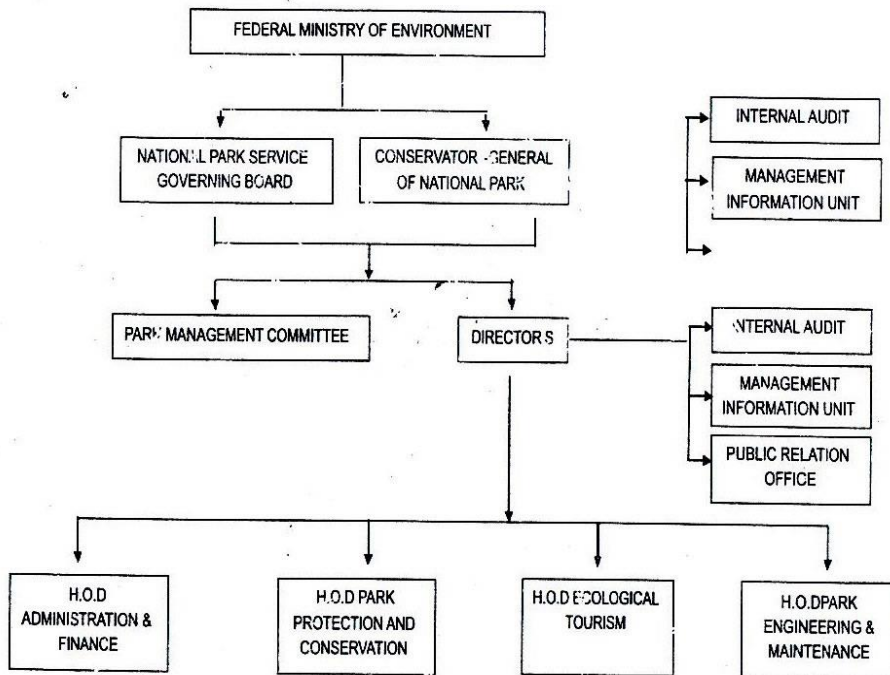 FEDERAL MINISTRY OF ENVIRONMENT
NATIONAL PARK SERVICE
GOVERNING BOARD
CONSERVATOR -GENERAL
OF NATIONAL PARK
INTERNAL AUDIT
MANAGEMENT
INFORMATION UNIT
PARK MANAGEMENT COMMITTEE
DIRECTORS
INTERNAL AUDIT
MANAGEMENT
INFORMATION UNIT
PUBLIC RELATION
OFFICE
H.O.D
ADMINISTRATION &
FINANCE
H.O.D PARK
PROTECTION AND
CONSERVATION
H.O.D ECOLOGICAL
TOURISM
H.O.DPARK
ENGINEERING &
MAINTENANCE